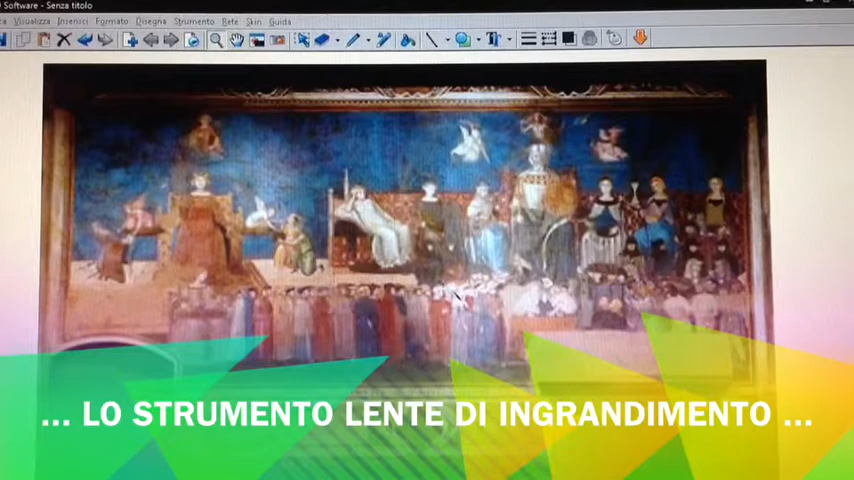 Software - Senza titolo
Visualizza Inserisci Formato Disegna Strumento Rete Skin Guida
... LO STRUMENTO LENTE DI INGRANDIMENTO ...